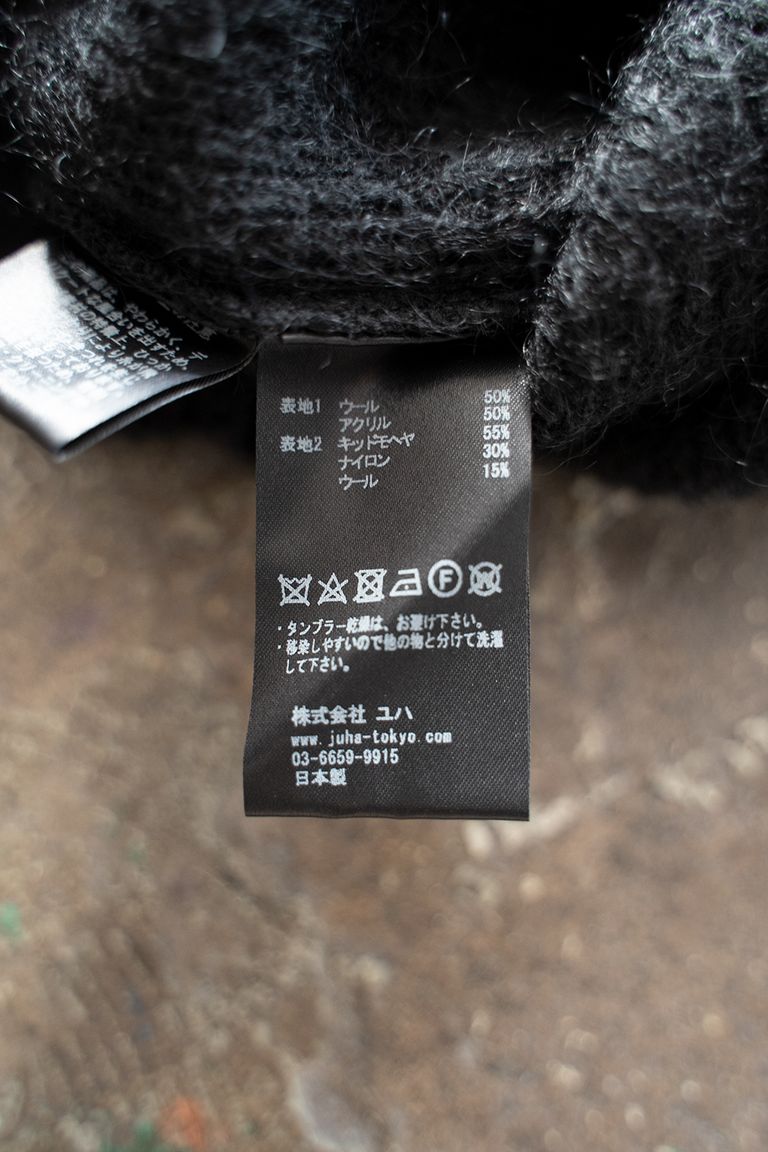 表地1 ウール 50%
アクリル 50%
表地2 キッドモヘヤ 55%
ナイロン 30%
ウール 15%
F W
・タンブラー乾燥は、お避け下さい。
・移染しやすいので他の物と分けて洗濯
して下さい。
株式会社 ユハ
www.juha-tokyo.com
03-6659-9915
日本製